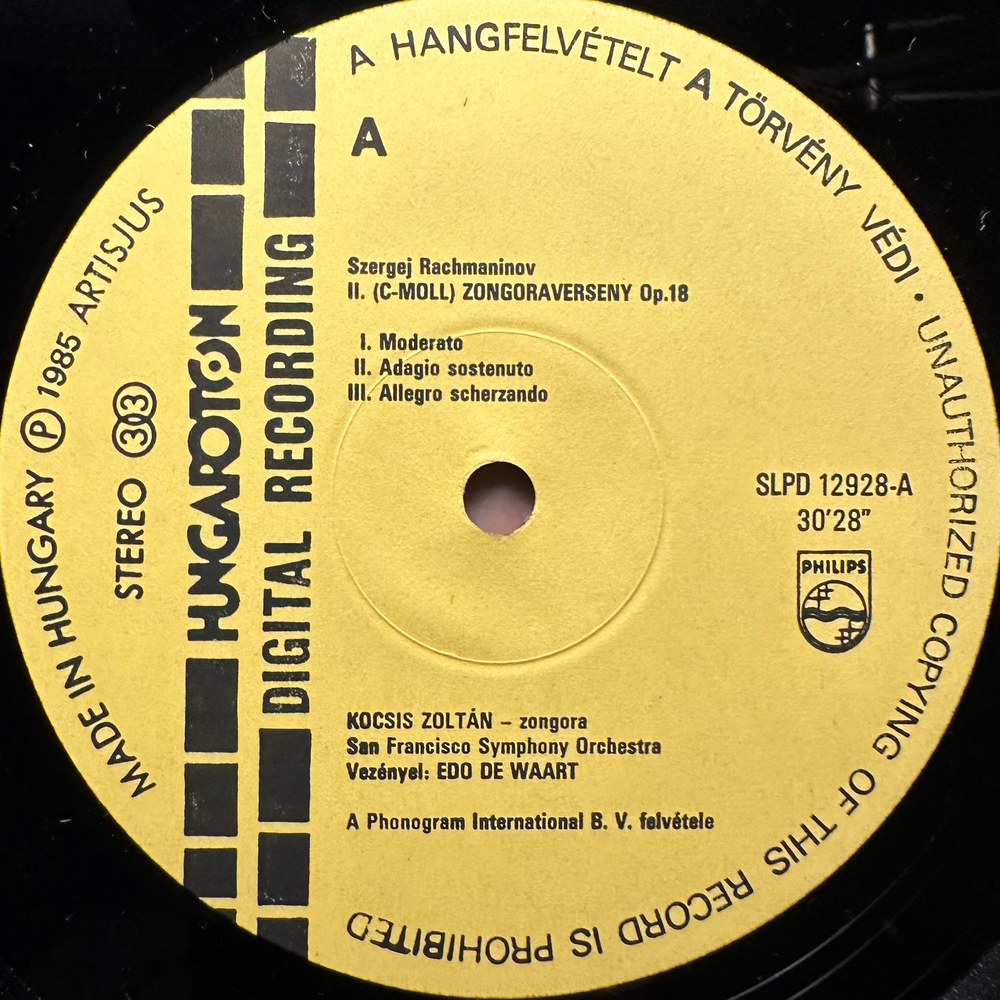 A HANGFELVÉTELT A TÖRVÉNY VÉDI • UNAUTHORIZED COPYING OF THIS RECORD IS PROHIBITED
MADE IN HUNGARY Ⓟ 1985 ARTISJUS
STEREO 33
HUNGAROTON
DIGITAL RECORDING
A
Szergej Rachmaninov
II. (C-MOLL) ZONGORAVERSENY Op.18
I. Moderato
II. Adagio sostenuto
III. Allegro scherzando
SLPD 12928-A
30'28"
PHILIPS
KOCSIS ZOLTÁN – zongora
San Francisco Symphony Orchestra
Vezényel: EDO DE WAART
A Phonogram International B. V. felvétele